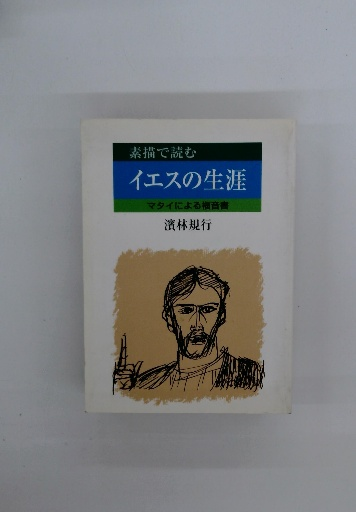 素描で読む
イエスの生涯
マタイによる福音書
濱林規行